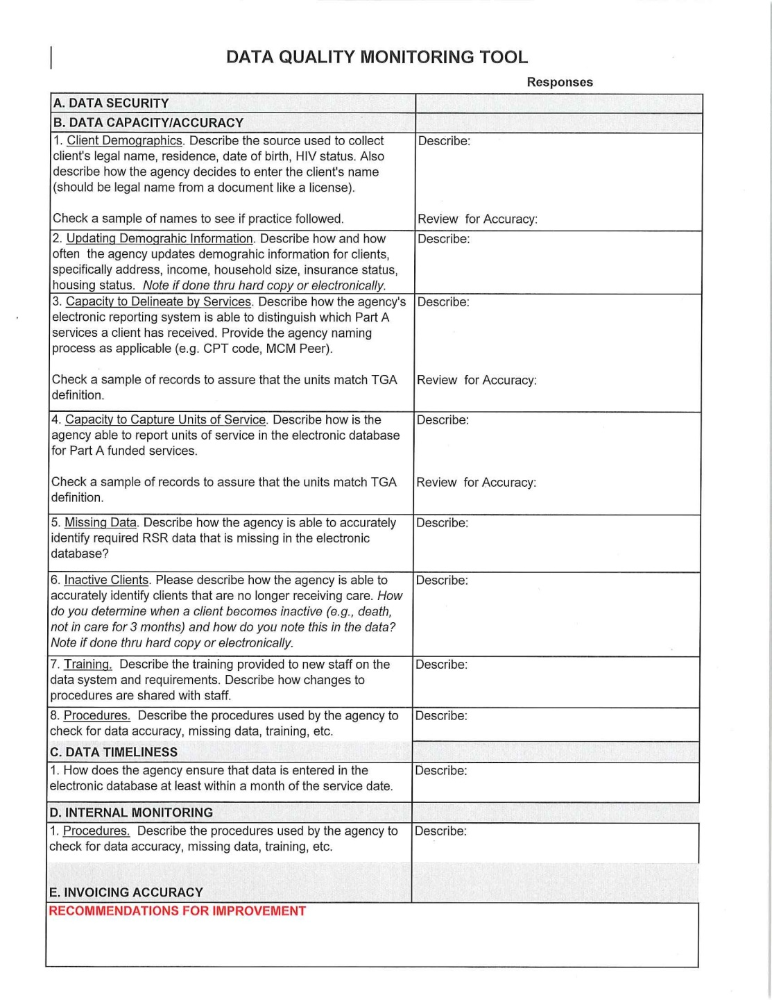 DATA QUALITY MONITORING TOOL
Responses
A. DATA SECURITY
B. DATA CAPACITY/ACCURACY
1. Client Demographics. Describe the source used to collect
client's legal name, residence, date of birth, HIV status. Also
describe how the agency decides to enter the client's name
(should be legal name from a document like a license).
Describe:
Check a sample of names to see if practice followed.
Review for Accuracy:
2. Updating Demograhic Information. Describe how and how
often the agency updates demograhic information for clients,
specifically address, income, household size, insurance status,
housing status. Note if done thru hard copy or electronically.
Describe:
3. Capacity to Delineate by Services. Describe how the agency's
electronic reporting system is able to distinguish which Part A
services a client has received. Provide the agency naming
process as applicable (e.g. CPT code, MCM Peer).
Describe:
Check a sample of records to assure that the units match TGA
definition.
Review for Accuracy:
4. Capacity to Capture Units of Service. Describe how is the
agency able to report units of service in the electronic database
for Part A funded services.
Describe:
Check a sample of records to assure that the units match TGA
definition.
Review for Accuracy:
5. Missing Data. Describe how the agency is able to accurately
identify required RSR data that is missing in the electronic
database?
Describe:
6. Inactive Clients. Please describe how the agency is able to
accurately identify clients that are no longer receiving care. How
do you determine when a client becomes inactive (e.g., death,
not in care for 3 months) and how do you note this in the data?
Note if done thru hard copy or electronically.
Describe:
7. Training. Describe the training provided to new staff on the
data system and requirements. Describe how changes to
procedures are shared with staff.
Describe:
8. Procedures. Describe the procedures used by the agency to
check for data accuracy, missing data, training, etc.
Describe:
C. DATA TIMELINESS
1. How does the agency ensure that data is entered in the
electronic database at least within a month of the service date.
Describe:
D. INTERNAL MONITORING
1. Procedures. Describe the procedures used by the agency to
check for data accuracy, missing data, training, etc.
Describe:
E. INVOICING ACCURACY
RECOMMENDATIONS FOR IMPROVEMENT